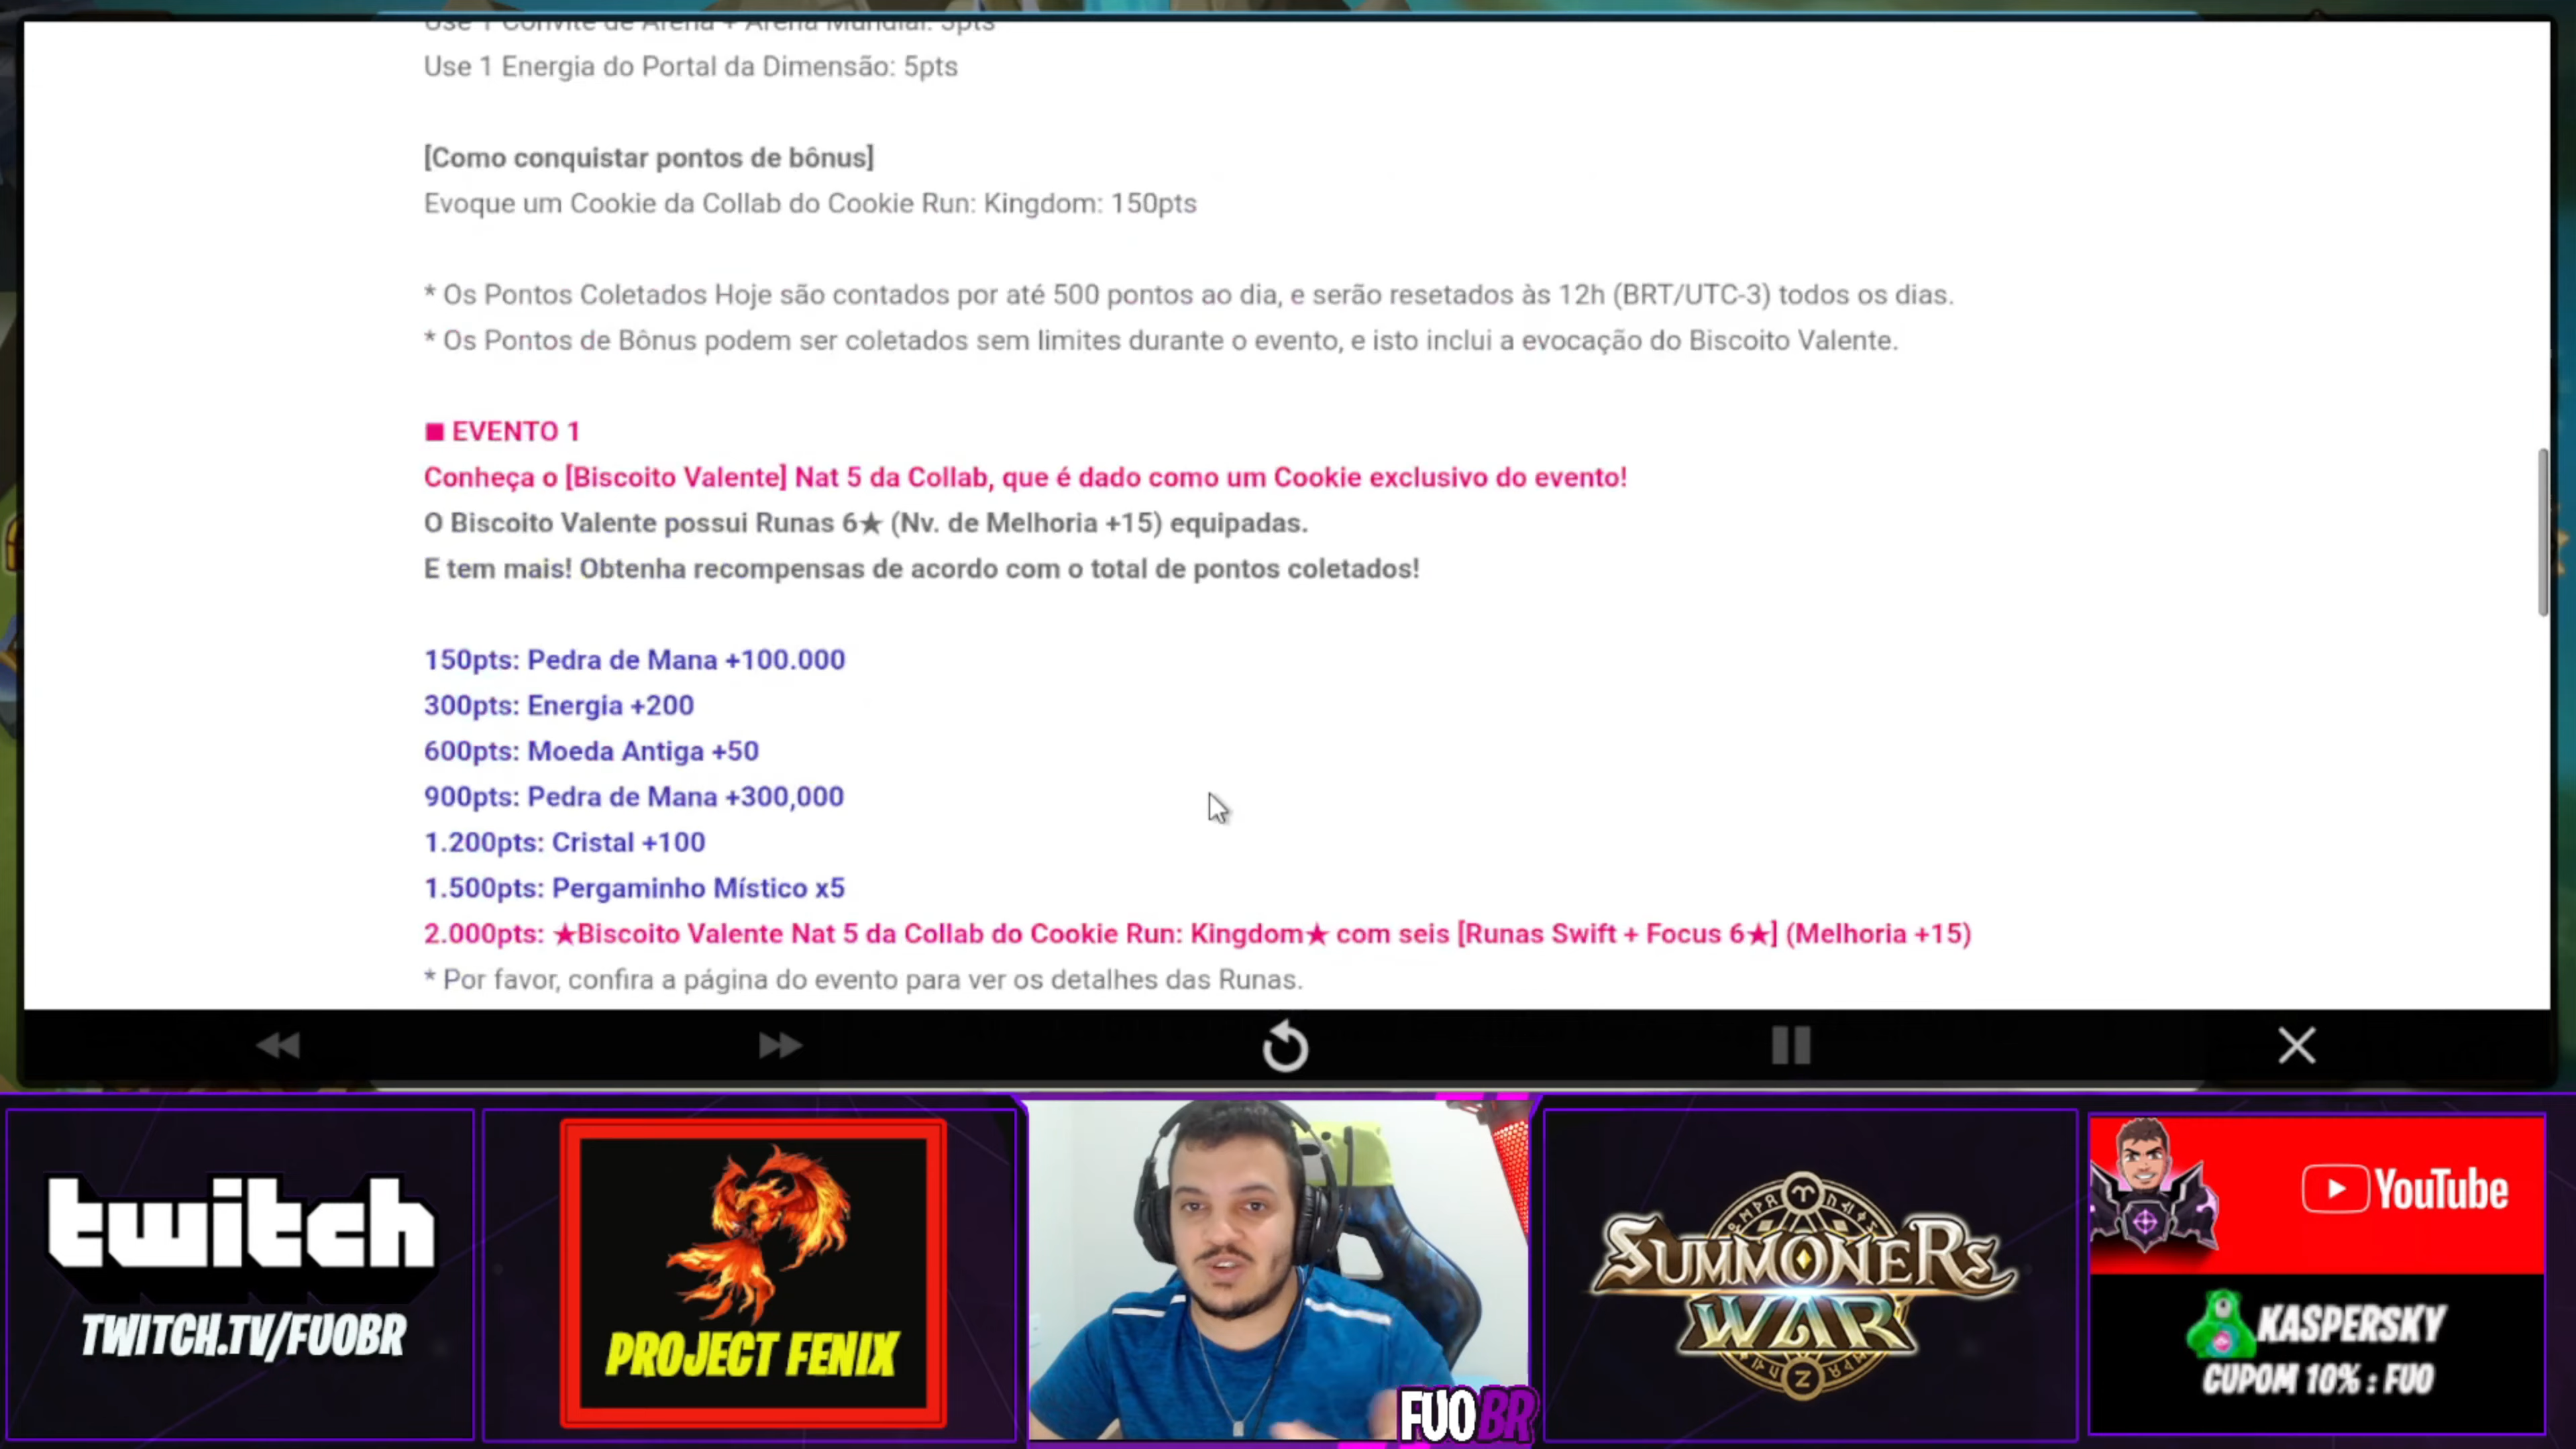 Use 1 Convite de Arena + Arena Mundial: 5pts
Use 1 Energia do Portal da Dimensão: 5pts
[Como conquistar pontos de bônus]
Evoque um Cookie da Collab do Cookie Run: Kingdom: 150pts
* Os Pontos Coletados Hoje são contados por até 500 pontos ao dia, e serão resetados às 12h (BRT/UTC-3) todos os dias.
* Os Pontos de Bônus podem ser coletados sem limites durante o evento, e isto inclui a evocação do Biscoito Valente.
■ EVENTO 1
Conheça o [Biscoito Valente] Nat 5 da Collab, que é dado como um Cookie exclusivo do evento!
O Biscoito Valente possui Runas 6★ (Nv. de Melhoria +15) equipadas.
E tem mais! Obtenha recompensas de acordo com o total de pontos coletados!
150pts: Pedra de Mana +100.000
300pts: Energia +200
600pts: Moeda Antiga +50
900pts: Pedra de Mana +300,000
1.200pts: Cristal +100
1.500pts: Pergaminho Místico x5
2.000pts: ★Biscoito Valente Nat 5 da Collab do Cookie Run: Kingdom★ com seis [Runas Swift + Focus 6★] (Melhoria +15)
* Por favor, confira a página do evento para ver os detalhes das Runas.
twitch
TWITCH.TV/FUOBR
PROJECT FENIX
FUOBR
SUMMONERS
WAR
YouTube
KASPERSKY
CUPOM 10% : FUO